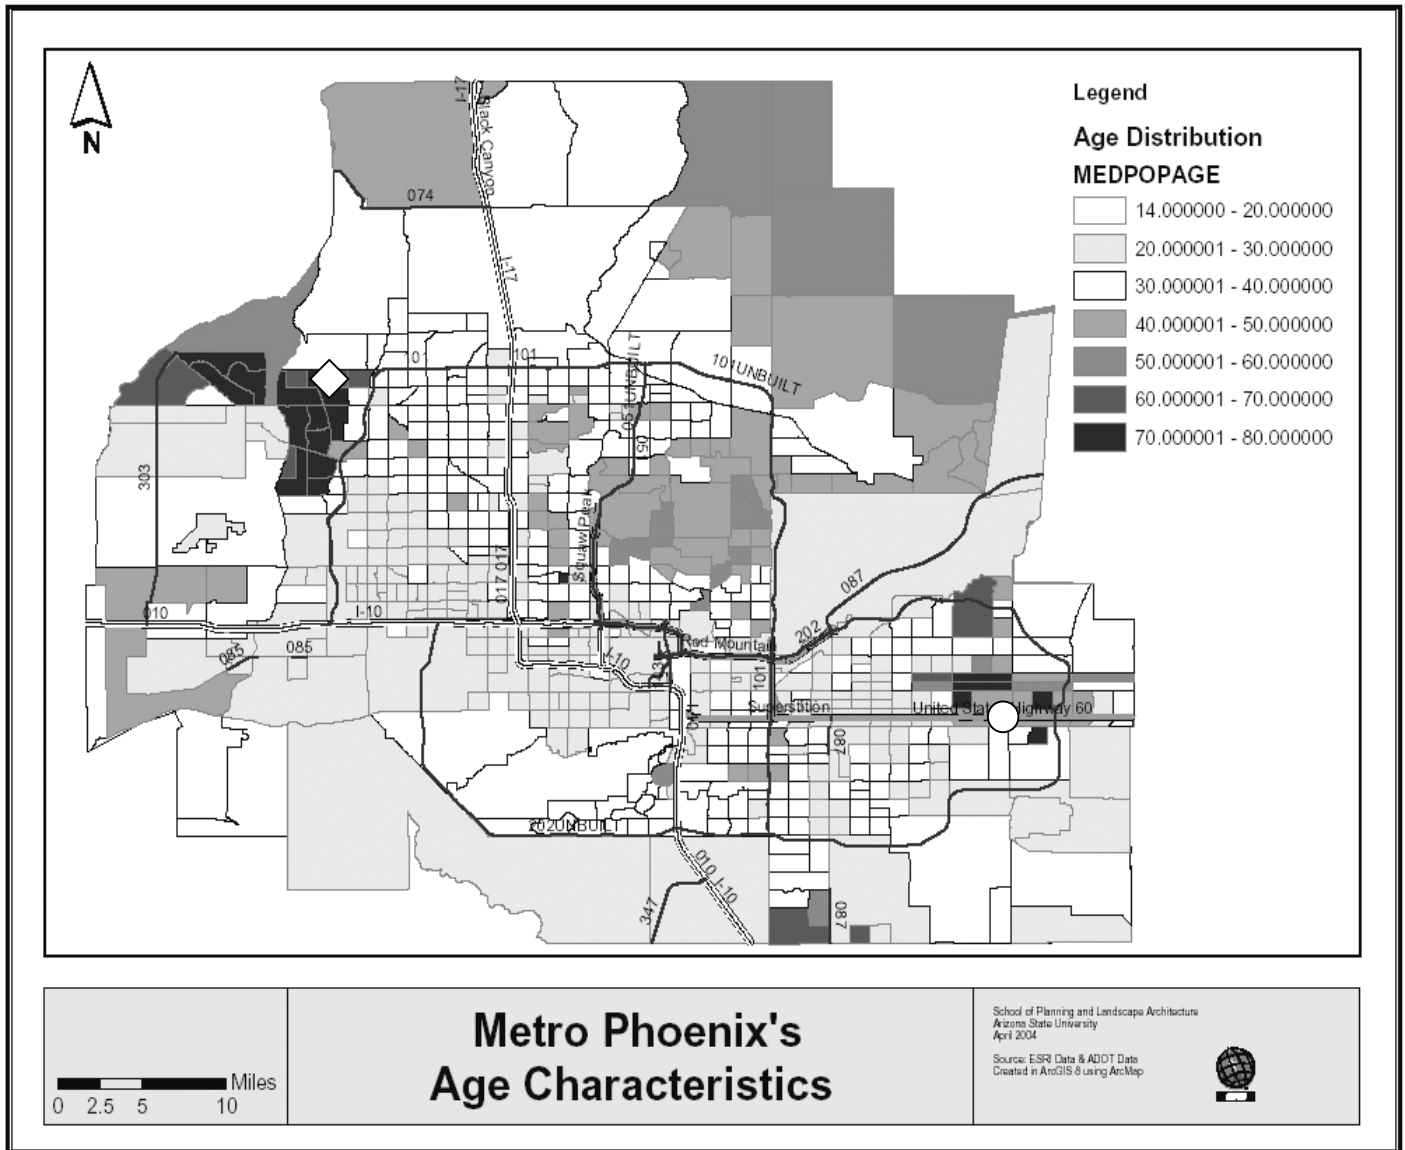 N
I-17
Black Canyon
074
I-17
Legend
Age Distribution
MEDPOPAGE
14.000000 - 20.000000
20.000001 - 30.000000
30.000001 - 40.000000
40.000001 - 50.000000
50.000001 - 60.000000
60.000001 - 70.000000
70.000001 - 80.000000
101
101UNBUILT
051UNBUILT
051
303
Squaw Peak
017 017
087
010
I-10
085
085
202
Red Mountain
I-10
101
Superstition
United States Highway 60
087
202UNBUILT
010 I-10
347
087
Miles
0 2.5 5 10
Metro Phoenix's
Age Characteristics
School of Planning and Landscape Architecture
Arizona State University
April 2004
Source: ESRI Data & ADOT Data
Created in ArcGIS 8 using ArcMap